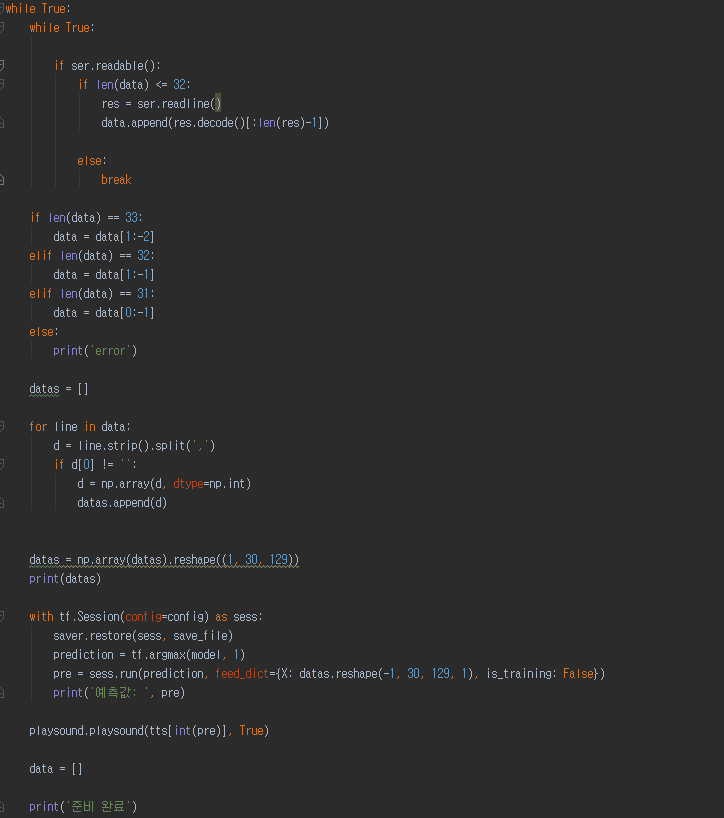 while True:
    while True:
        if ser.readable():
            if len(data) <= 32:
                res = ser.readline()
                data.append(res.decode()[:len(res)-1])
            else:
                break
    if len(data) == 33:
        data = data[1:-2]
    elif len(data) == 32:
        data = data[1:-1]
    elif len(data) == 31:
        data = data[0:-1]
    else:
        print('error')
    datas = []
    for line in data:
        d = line.strip().split(',')
        if d[0] != '':
            d = np.array(d, dtype=np.int)
            datas.append(d)
    datas = np.array(datas).reshape((1, 30, 129))
    print(datas)
    with tf.Session(config=config) as sess:
        saver.restore(sess, save_file)
        prediction = tf.argmax(model, 1)
        pre = sess.run(prediction, feed_dict={X: datas.reshape(-1, 30, 129, 1), is_training: False})
        print('예측값: ', pre)
    playsound.playsound(tts[int(pre)], True)
    data = []
    print('준비 완료')